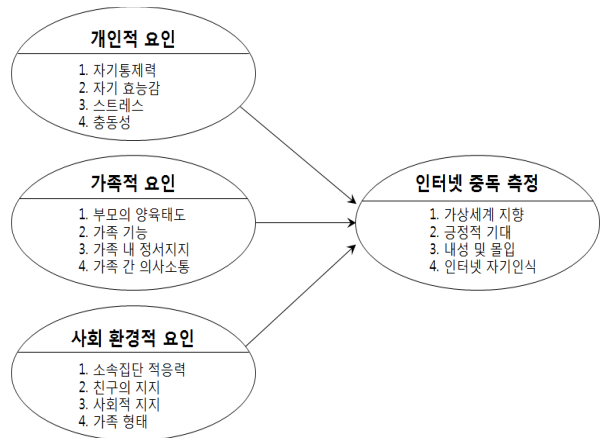 개인적 요인
1. 자기통제력
2. 자기 효능감
3. 스트레스
4. 충동성
가족적 요인
1. 부모의 양육태도
2. 가족 기능
3. 가족 내 정서지지
4. 가족 간 의사소통
사회 환경적 요인
1. 소속집단 적응력
2. 친구의 지지
3. 사회적 지지
4. 가족 형태
인터넷 중독 측정
1. 가상세계 지향
2. 긍정적 기대
3. 내성 및 몰입
4. 인터넷 자기인식